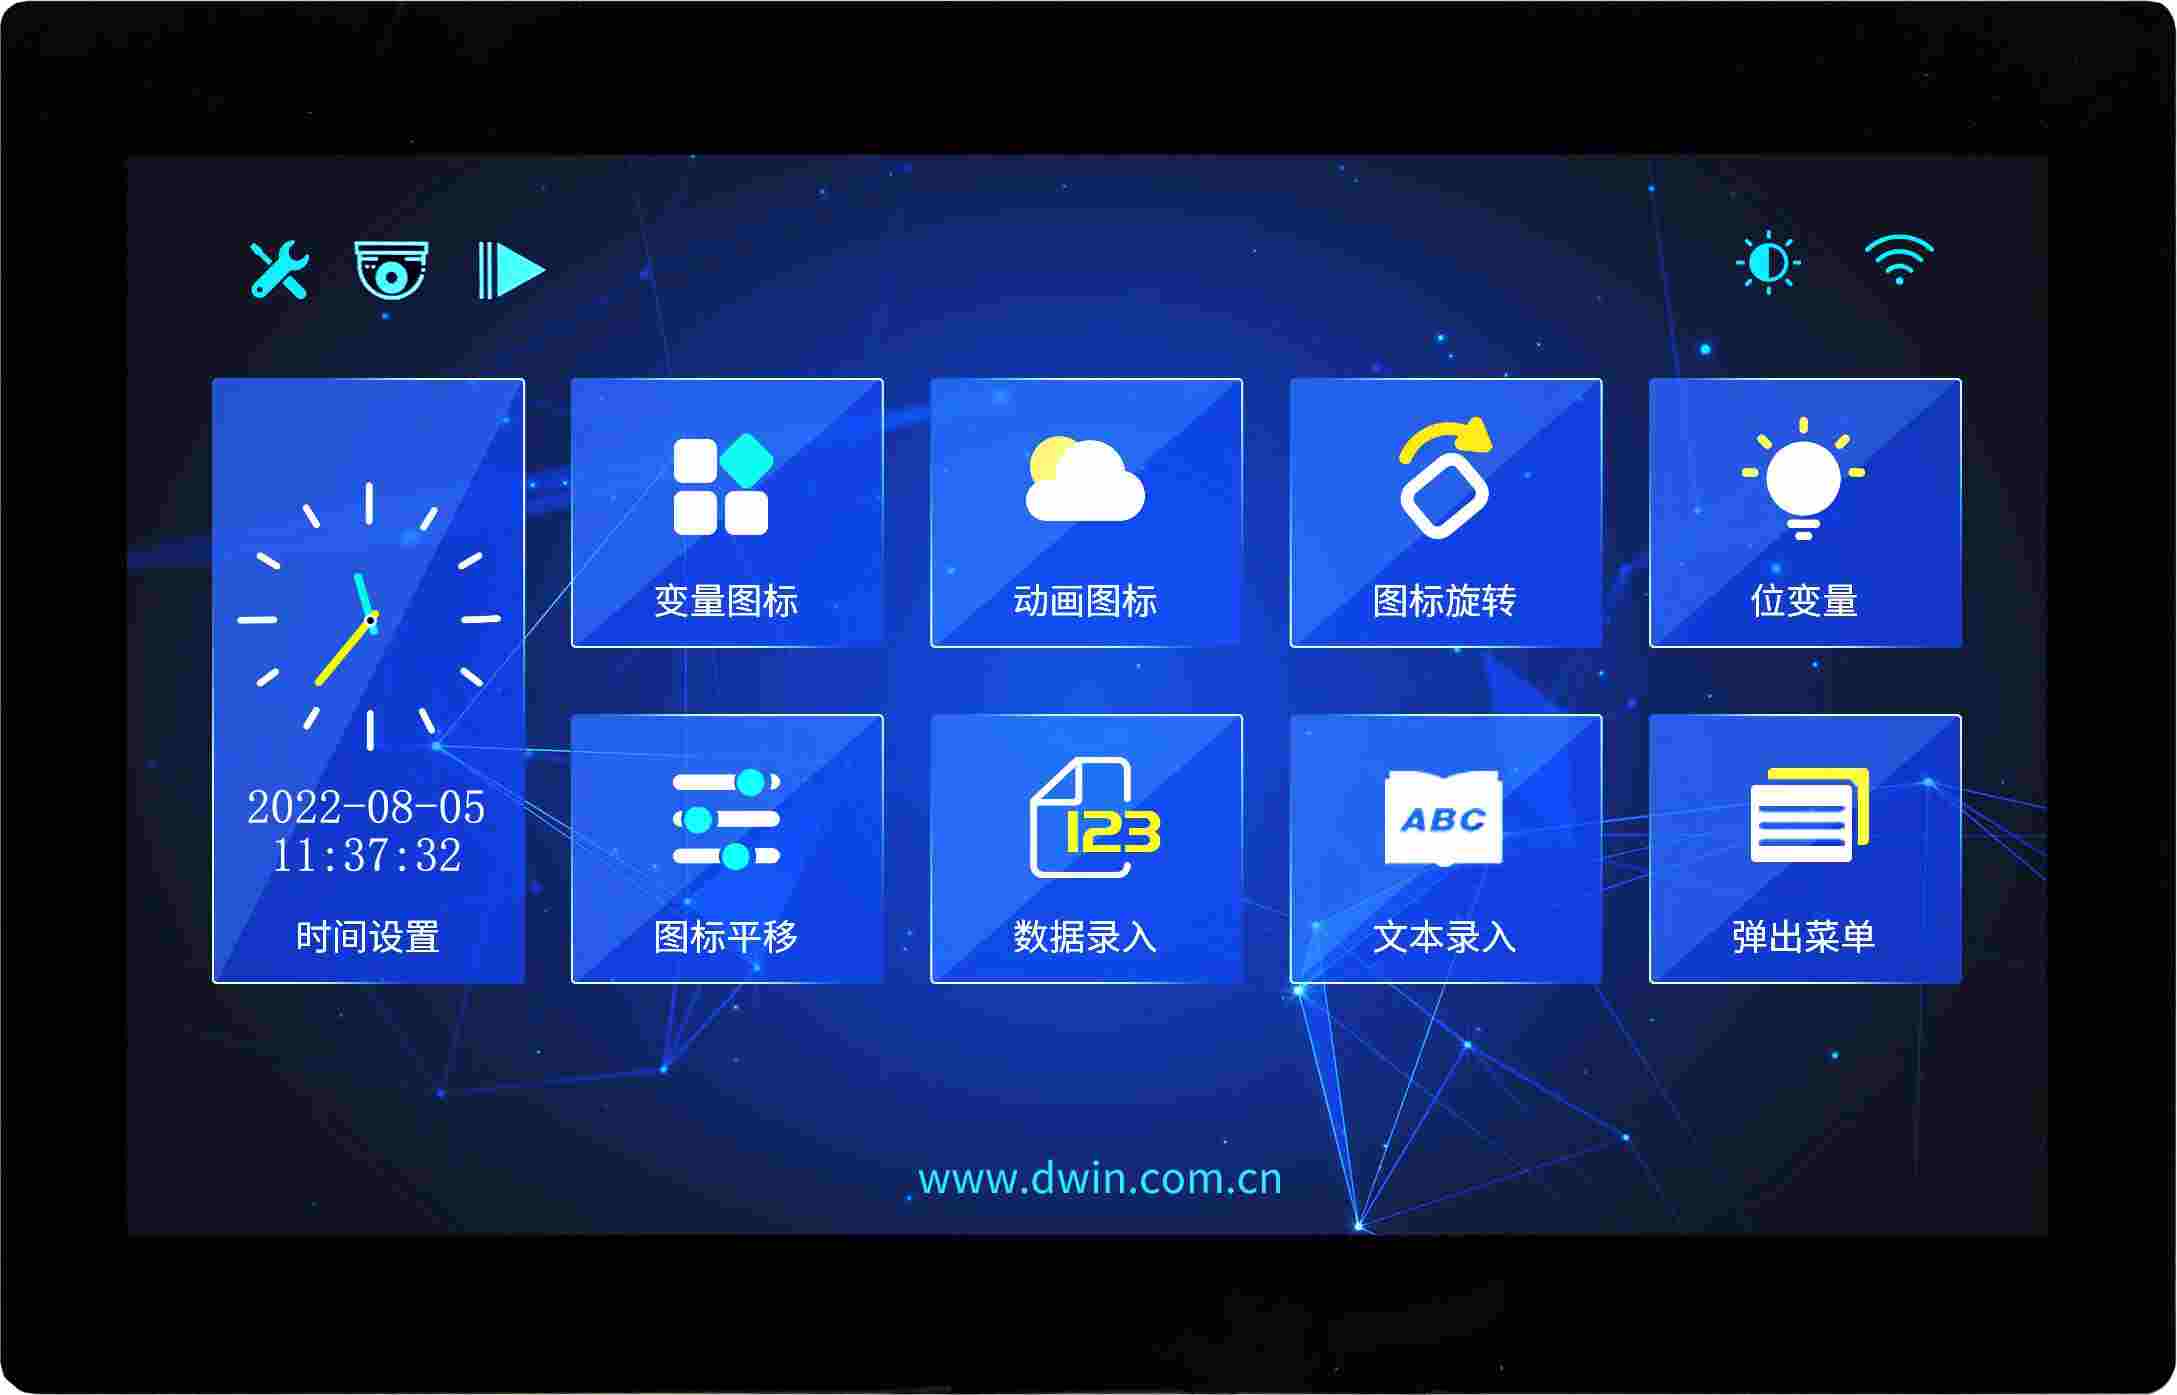 变量图标
动画图标
图标旋转
位变量
2022-08-05
11:37:32
时间设置
图标平移
123
数据录入
ABC
文本录入
弹出菜单
www.dwin.com.cn